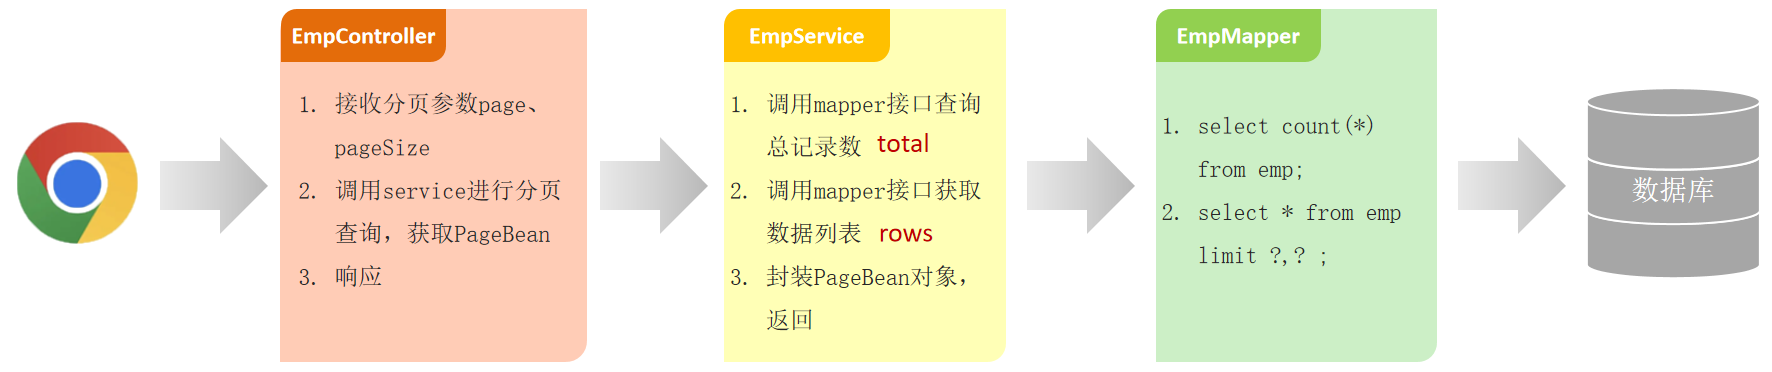 EmpController
1. 接收分页参数page、
pageSize
2. 调用service进行分页
查询，获取PageBean
3. 响应
EmpService
1. 调用mapper接口查询
总记录数 total
2. 调用mapper接口获取
数据列表 rows
3. 封装PageBean对象，
返回
EmpMapper
1. select count(*)
from emp;
2. select * from emp
limit ?,? ;
数据库